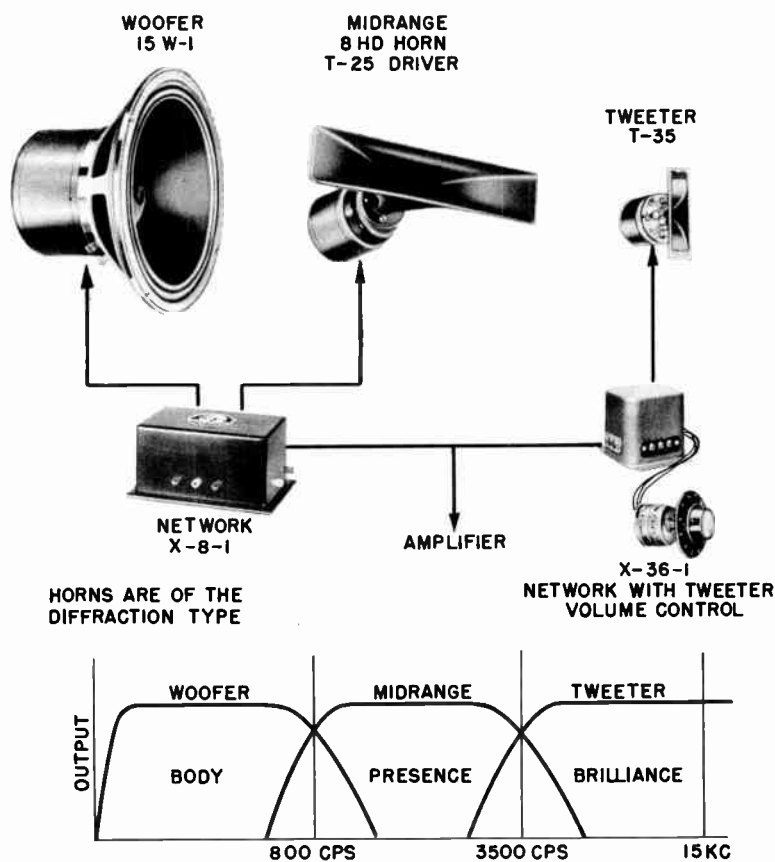 WOOFER
15 W-1
MIDRANGE
8 HD HORN
T-25 DRIVER
TWEETER
T-35
NETWORK
X-8-1
AMPLIFIER
X-36-1
NETWORK WITH TWEETER
VOLUME CONTROL
HORNS ARE OF THE
DIFFRACTION TYPE
OUTPUT
WOOFER
MIDRANGE
TWEETER
BODY
PRESENCE
BRILLIANCE
800 CPS
3500 CPS
15 KC